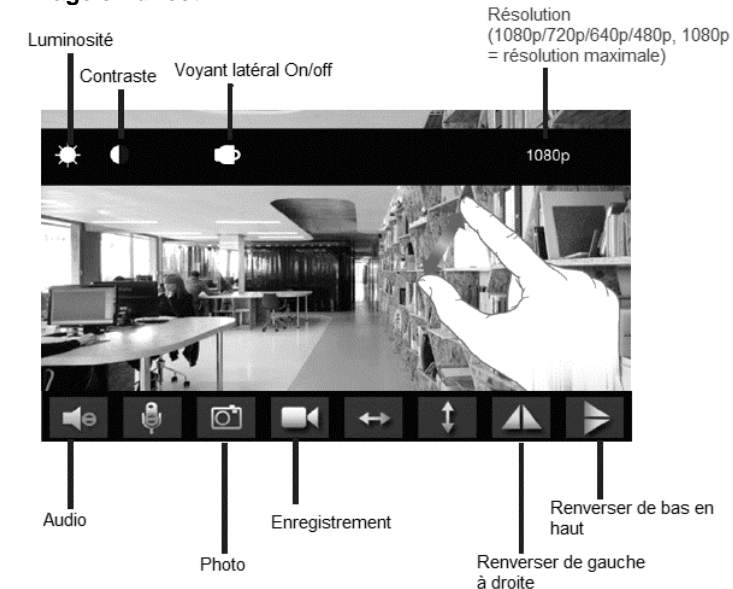 Résolution
(1080p/720p/640p/480p, 1080p
= résolution maximale)
Luminosité
Contraste
Voyant latéral On/off
1080p
Audio
Photo
Enregistrement
Renverser de gauche
à droite
Renverser de bas en
haut